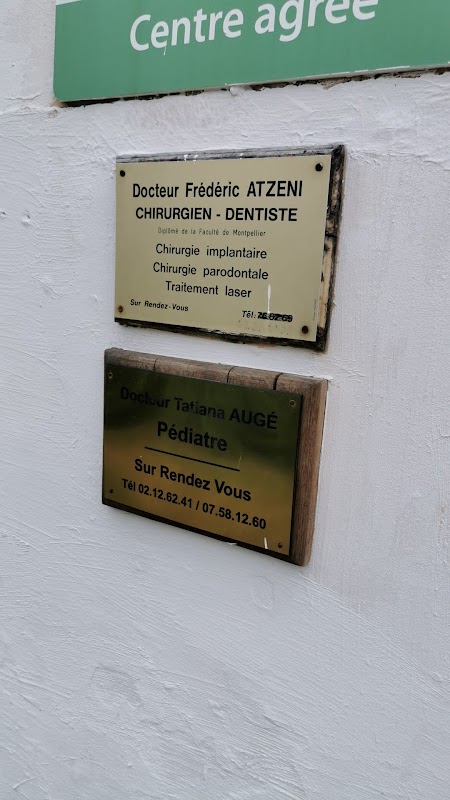 Centre agréé
Docteur Frédéric ATZENI
CHIRURGIEN - DENTISTE
Diplômé de la Faculté de Montpellier
Chirurgie implantaire
Chirurgie parodontale
Traitement laser
Sur Rendez-Vous Tél.
Docteur Tatiana AUGÉ
Pédiatre
Sur Rendez Vous
Tél 02.12.62.41 / 07.58.12.60